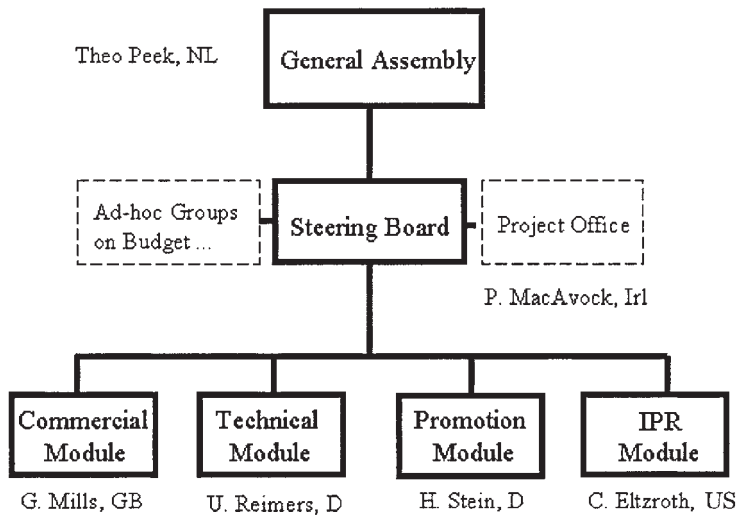 Theo Peek, NL
General Assembly
Ad-hoc Groups
on Budget ...
Steering Board
Project Office
P. MacAvock, Irl
Commercial
Module
Technical
Module
Promotion
Module
IPR
Module
G. Mills, GB
U. Reimers, D
H. Stein, D
C. Eltzroth, US